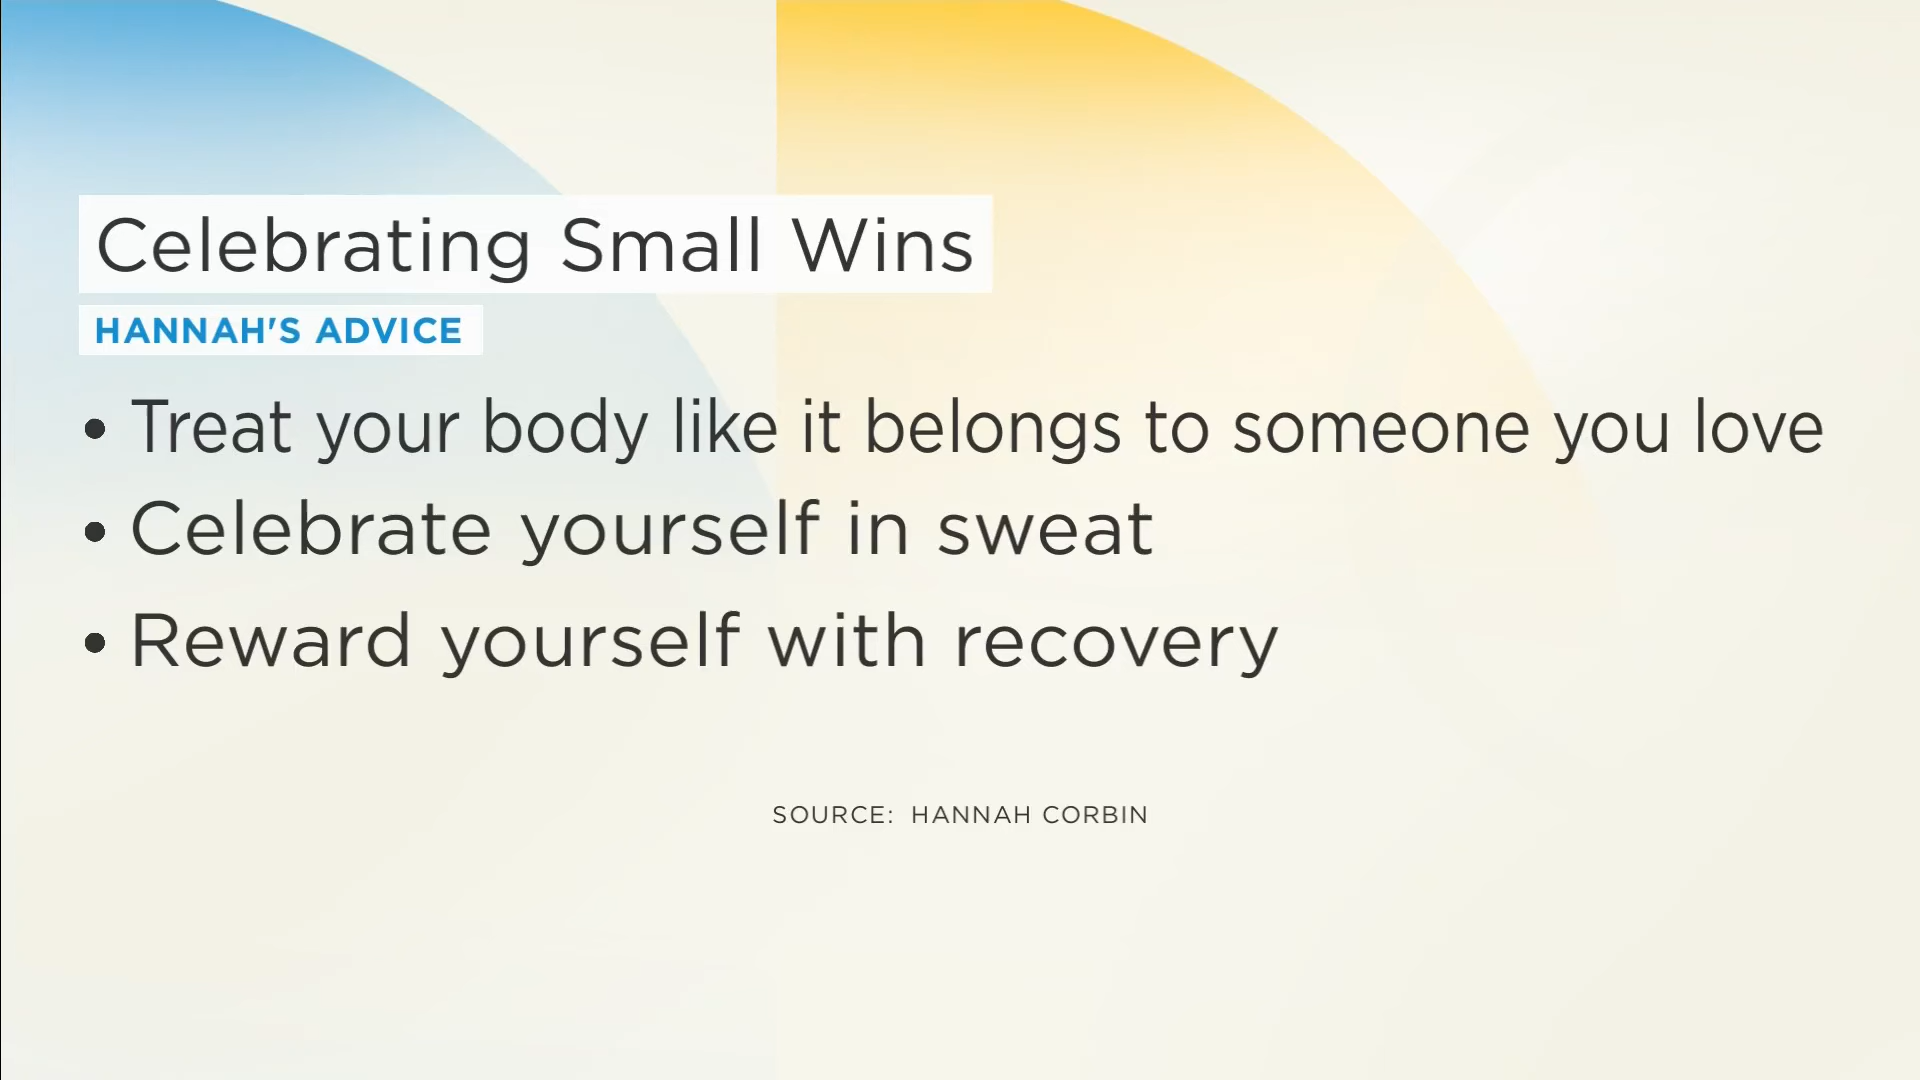 Celebrating Small Wins
HANNAH'S ADVICE
• Treat your body like it belongs to someone you love
• Celebrate yourself in sweat
• Reward yourself with recovery
SOURCE: HANNAH CORBIN